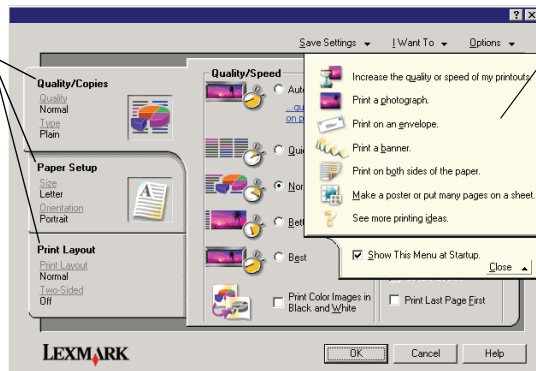 Save Settings
I Want To
Options
Quality/Copies
Quality
Normal
Type
Plain
Paper Setup
Size
Letter
Orientation
Portrait
Print Layout
Print Layout
Normal
Two-Sided
Off
Quality/Speed
Best
Print Color Images in
Black and White
Increase the quality or speed of my printouts
Print a photograph.
Print on an envelope.
Print a banner.
Print on both sides of the paper.
Make a poster or put many pages on a sheet.
See more printing ideas.
Show This Menu at Startup.
Close
Print Last Page First
LEXMARK
OK
Cancel
Help